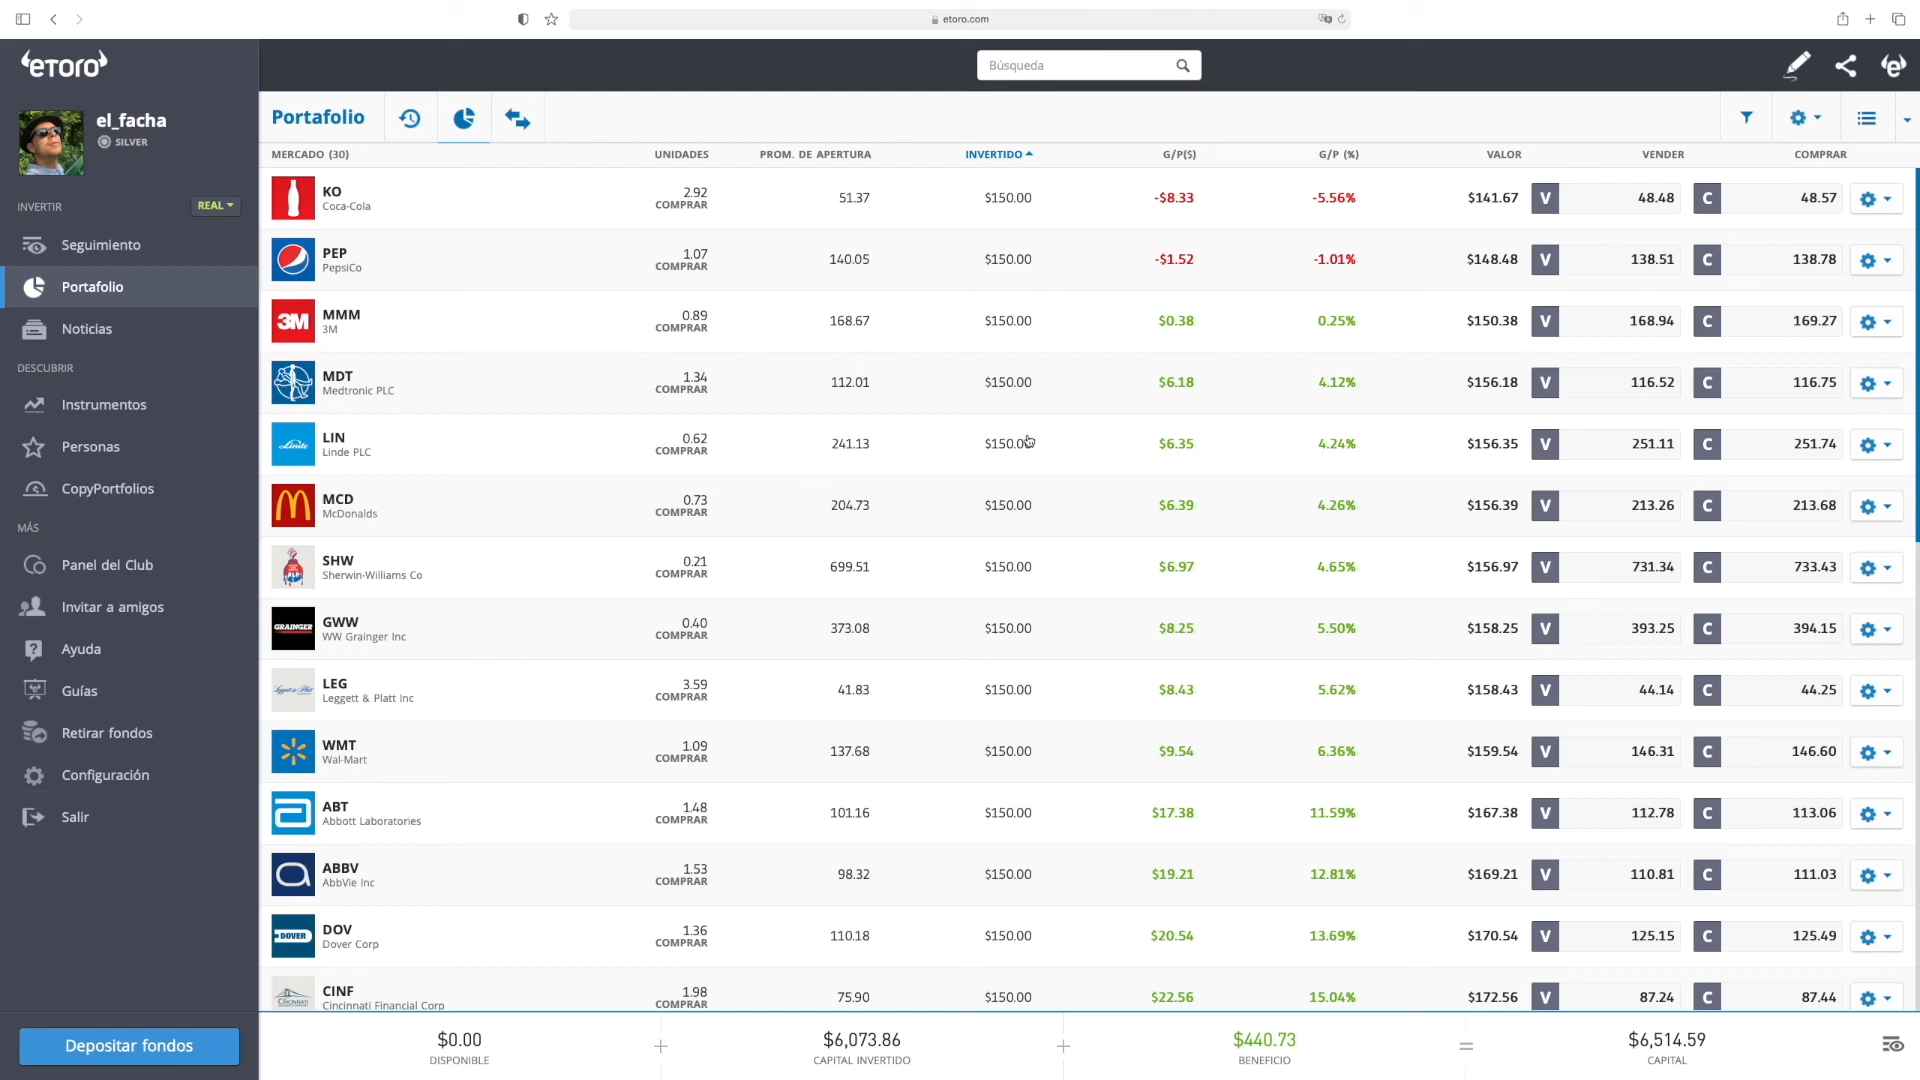 etoro.com
eToro
Búsqueda
el_facha
SILVER
INVERTIR
REAL
Seguimiento
Portafolio
Noticias
DESCUBRIR
Instrumentos
Personas
CopyPortfolios
MÁS
Panel del Club
Invitar a amigos
Ayuda
Guías
Retirar fondos
Configuración
Salir
Depositar fondos
Portafolio
MERCADO (30) UNIDADES PROM. DE APERTURA INVERTIDO G/P($) G/P (%) VALOR VENDER COMPRAR
KO 2.92 51.37 $150.00 -$8.33 -5.56% $141.67 V 48.48 C 48.57
Coca-Cola COMPRAR
PEP 1.07 140.05 $150.00 -$1.52 -1.01% $148.48 V 138.51 C 138.78
PepsiCo COMPRAR
3M MMM 0.89 168.67 $150.00 $0.38 0.25% $150.38 V 168.94 C 169.27
3M COMPRAR
MDT 1.34 112.01 $150.00 $6.18 4.12% $156.18 V 116.52 C 116.75
Medtronic PLC COMPRAR
Linde LIN 0.62 241.13 $150.00 $6.35 4.24% $156.35 V 251.11 C 251.74
Linde PLC COMPRAR
MCD 0.73 204.73 $150.00 $6.39 4.26% $156.39 V 213.26 C 213.68
McDonalds COMPRAR
SHW 0.21 699.51 $150.00 $6.97 4.65% $156.97 V 731.34 C 733.43
Sherwin-Williams Co COMPRAR
GRAINGER GWW 0.40 373.08 $150.00 $8.25 5.50% $158.25 V 393.25 C 394.15
WW Grainger Inc COMPRAR
Leggett & Platt LEG 3.59 41.83 $150.00 $8.43 5.62% $158.43 V 44.14 C 44.25
Leggett & Platt Inc COMPRAR
WMT 1.09 137.68 $150.00 $9.54 6.36% $159.54 V 146.31 C 146.60
Wal-Mart COMPRAR
ABT 1.48 101.16 $150.00 $17.38 11.59% $167.38 V 112.78 C 113.06
Abbott Laboratories COMPRAR
ABBV 1.53 98.32 $150.00 $19.21 12.81% $169.21 V 110.81 C 111.03
AbbVie Inc COMPRAR
DOVER DOV 1.36 110.18 $150.00 $20.54 13.69% $170.54 V 125.15 C 125.49
Dover Corp COMPRAR
CINCINNATI CINF 1.98 75.90 $150.00 $22.56 15.04% $172.56 V 87.24 C 87.44
Cincinnati Financial Corp COMPRAR
$0.00 + $6,073.86 + $440.73 = $6,514.59
DISPONIBLE CAPITAL INVERTIDO BENEFICIO CAPITAL